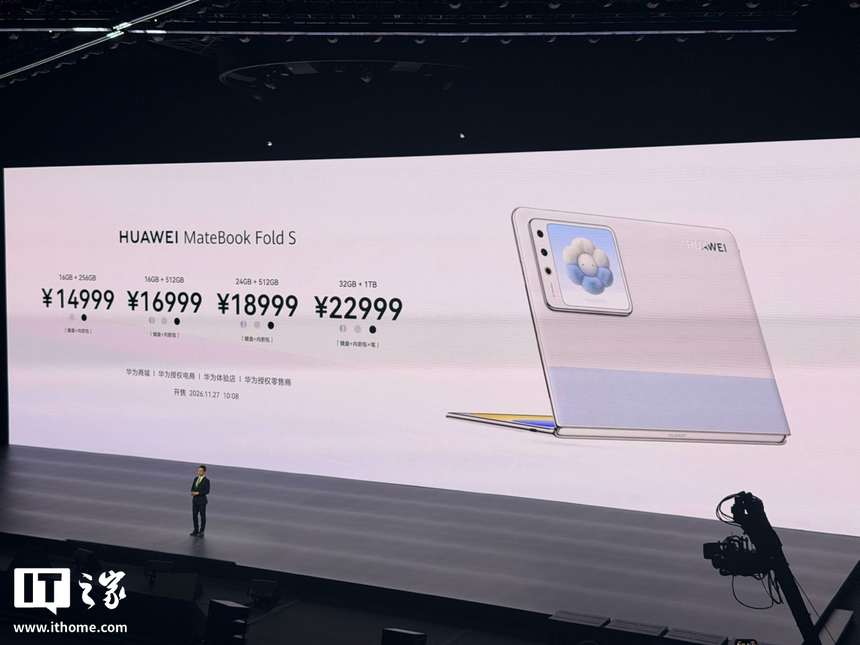 HUAWEI MateBook Fold S
16GB + 256GB
¥14999
16GB + 512GB
¥16999
24GB + 512GB
¥18999
32GB + 1TB
¥22999
华为商城 | 华为授权电商 | 华为体验店 | 华为授权零售商
开售 2026.11.27 10:08
HUAWEI
IT之家
www.ithome.com